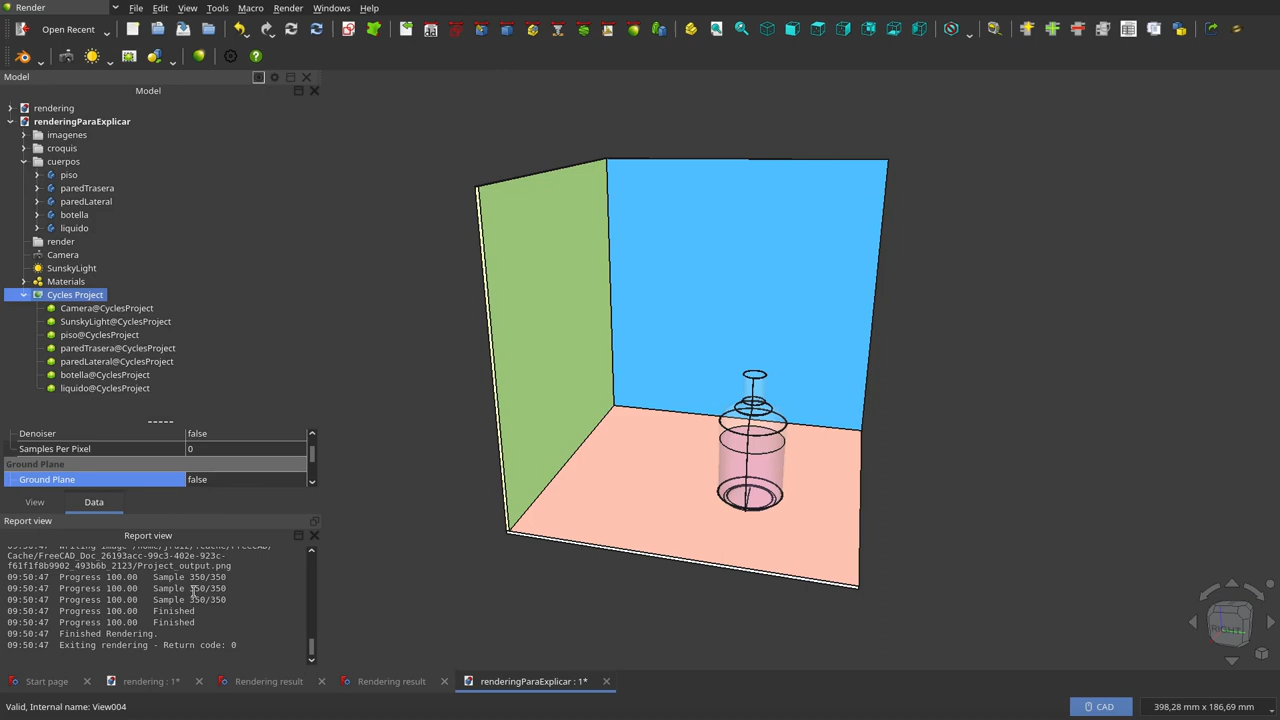 Render
File Edit View Tools Macro Render Windows Help
Open Recent
Model
Model
rendering
renderingParaExplicar
imagenes
croquis
cuerpos
piso
paredTrasera
paredLateral
botella
liquido
render
Camera
SunskyLight
Materials
Cycles Project
Camera@CyclesProject
SunskyLight@CyclesProject
piso@CyclesProject
paredTrasera@CyclesProject
paredLateral@CyclesProject
botella@CyclesProject
liquido@CyclesProject
Denoiser false
Samples Per Pixel 0
Ground Plane
Ground Plane false
View Data
Report view
Report view
Cache/FreeCAD_Doc_26193acc-99c3-402e-923c-
f61f1f8b9902_493b6b_2123/Project_output.png
09:50:47 Progress 100.00 Sample 350/350
09:50:47 Progress 100.00 Sample 350/350
09:50:47 Progress 100.00 Sample 350/350
09:50:47 Progress 100.00 Finished
09:50:47 Progress 100.00 Finished
09:50:47 Finished Rendering.
09:50:47 Exiting rendering - Return code: 0
RIGHT
Start page
rendering : 1*
Rendering result
Rendering result
renderingParaExplicar : 1*
Valid, Internal name: View004
CAD
398,28 mm x 186,69 mm